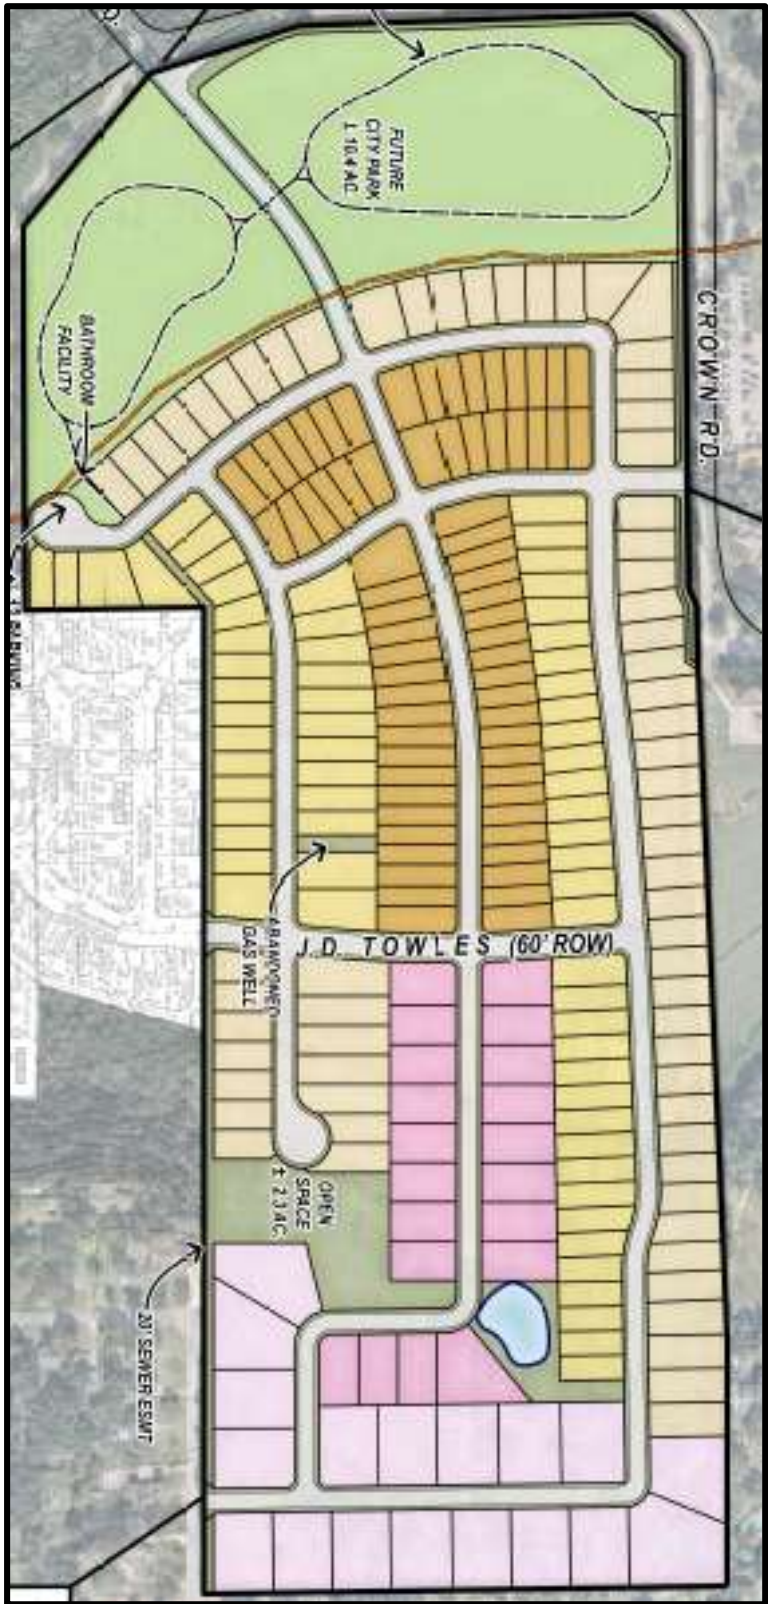 FUTURE
CITY PARK
± 10.4 AC.
BATHROOM
FACILITY
CROWN RD.
ABANDONED
GAS WELL
J.D. TOWLES (60' ROW)
OPEN
SPACE
± 2.3 AC.
20' SEWER ESMT